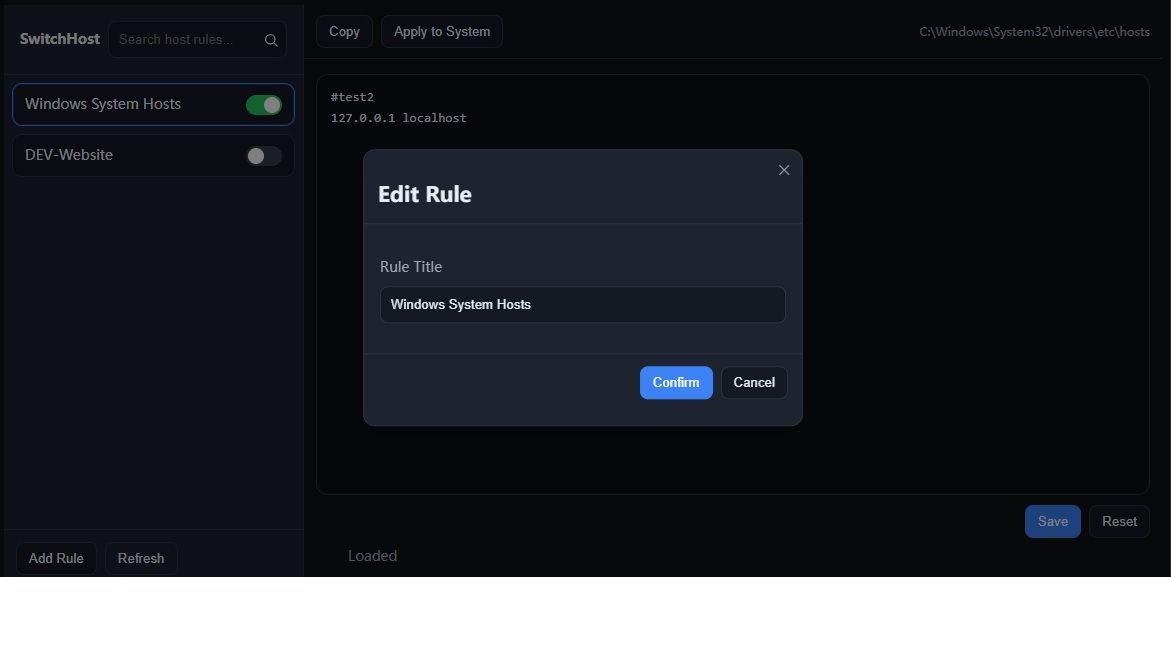 SwitchHost
Search host rules...
Copy
Apply to System
C:\Windows\System32\drivers\etc\hosts
Windows System Hosts
DEV-Website
#test2
127.0.0.1 localhost
Edit Rule
Rule Title
Windows System Hosts
Confirm
Cancel
Save
Reset
Loaded
Add Rule
Refresh